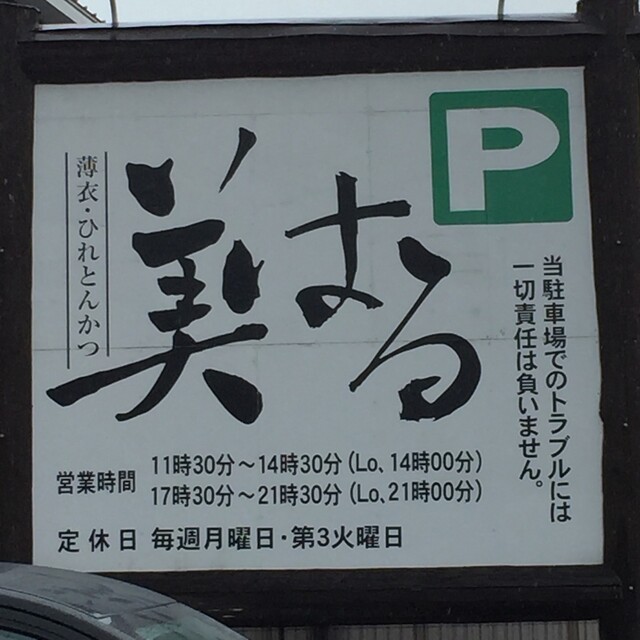 P
薄衣・ひれとんかつ
美はる
当駐車場でのトラブルには
一切責任は負いません。
営業時間 11時30分～14時30分(Lo、14時00分)
17時30分～21時30分(Lo、21時00分)
定休日 毎週月曜日・第3火曜日